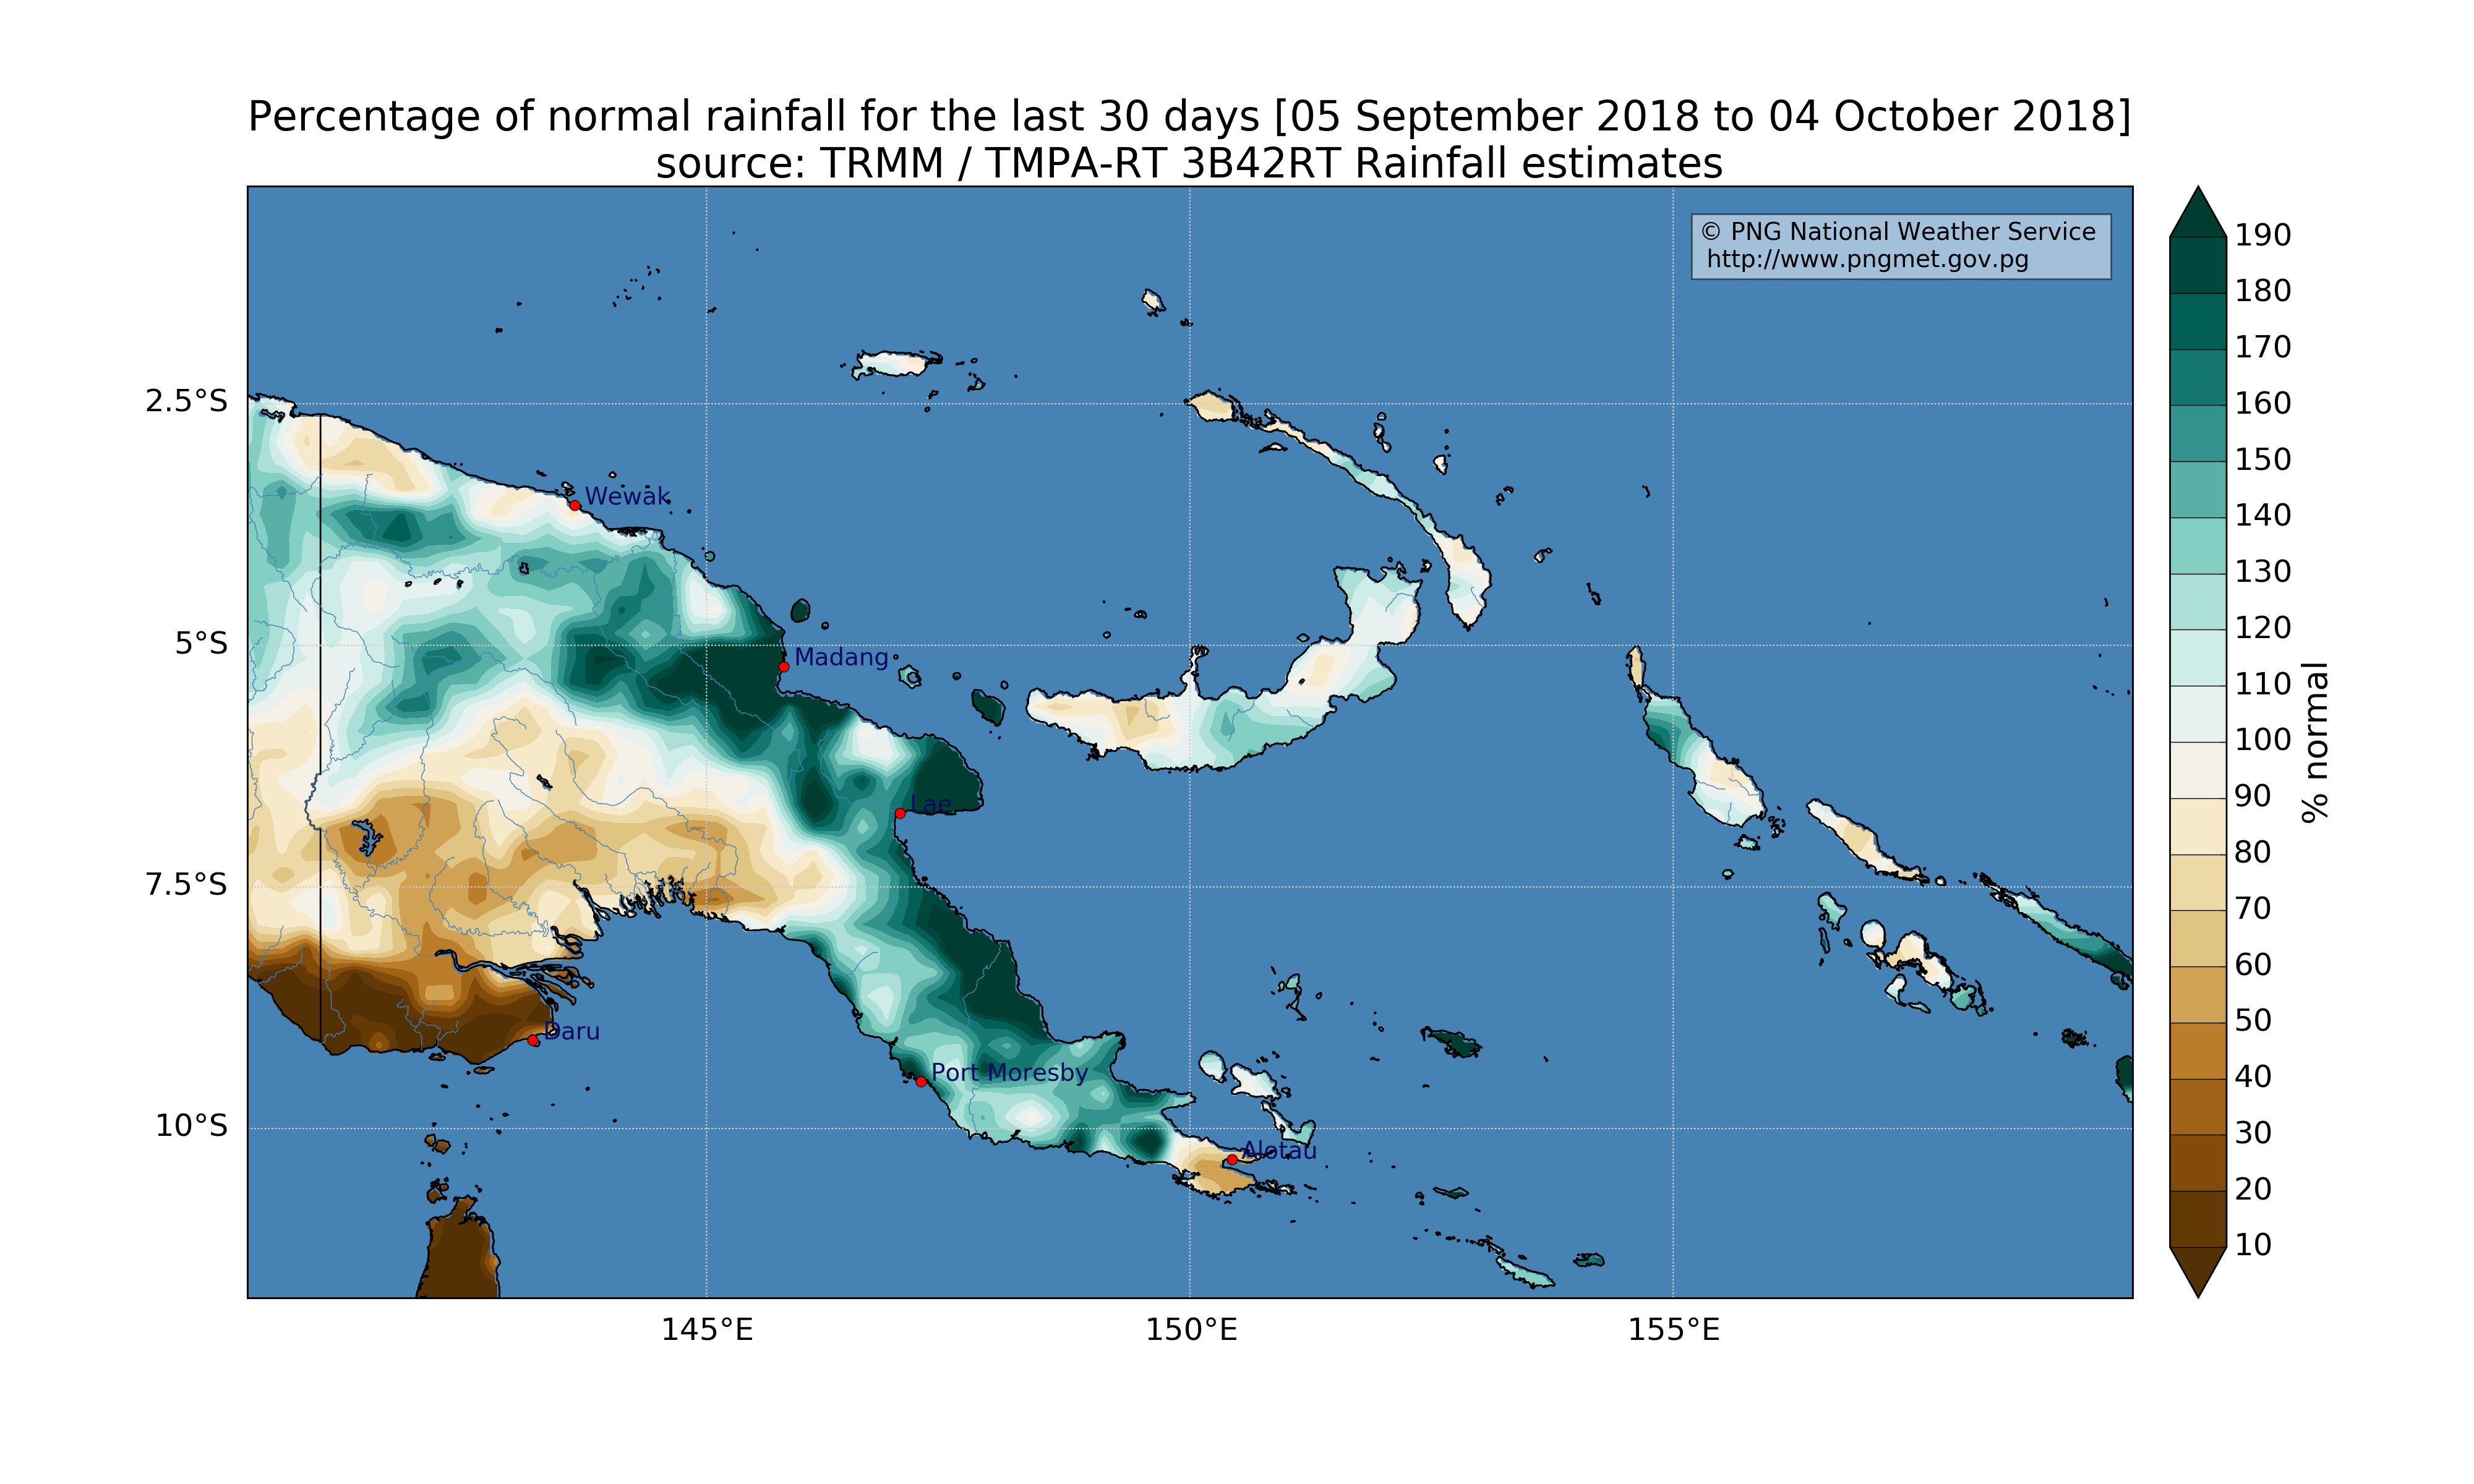 Percentage of normal rainfall for the last 30 days [05 September 2018 to 04 October 2018]
source: TRMM / TMPA-RT 3B42RT Rainfall estimates
© PNG National Weather Service
http://www.pngmet.gov.pg
2.5°S
5°S
7.5°S
10°S
145°E
150°E
155°E
Wewak
Madang
Lae
Daru
Port Moresby
Alotau
190
180
170
160
150
140
130
120
110
100
90
80
70
60
50
40
30
20
10
% normal